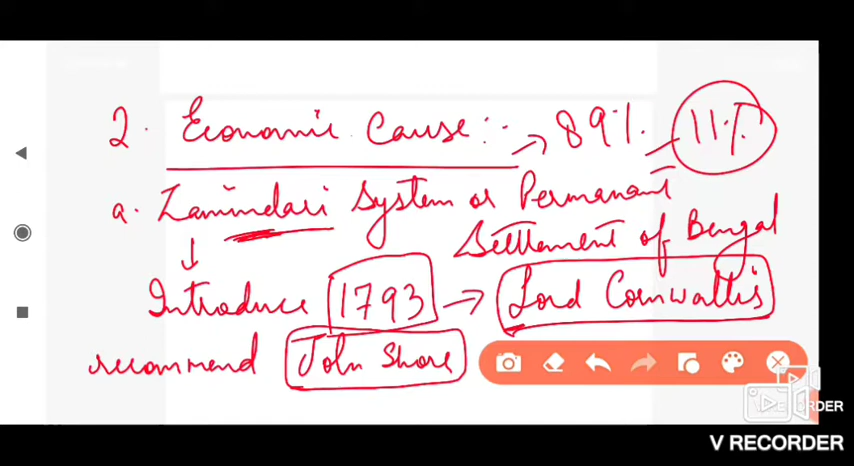 2. Economic Cause :- → 89%. 11%
a. Zamindari System or Permanant
Settlement of Bengal
↓
Introduce 1793 → Lord Cornwallis
recommend John Shore
V RECORDER